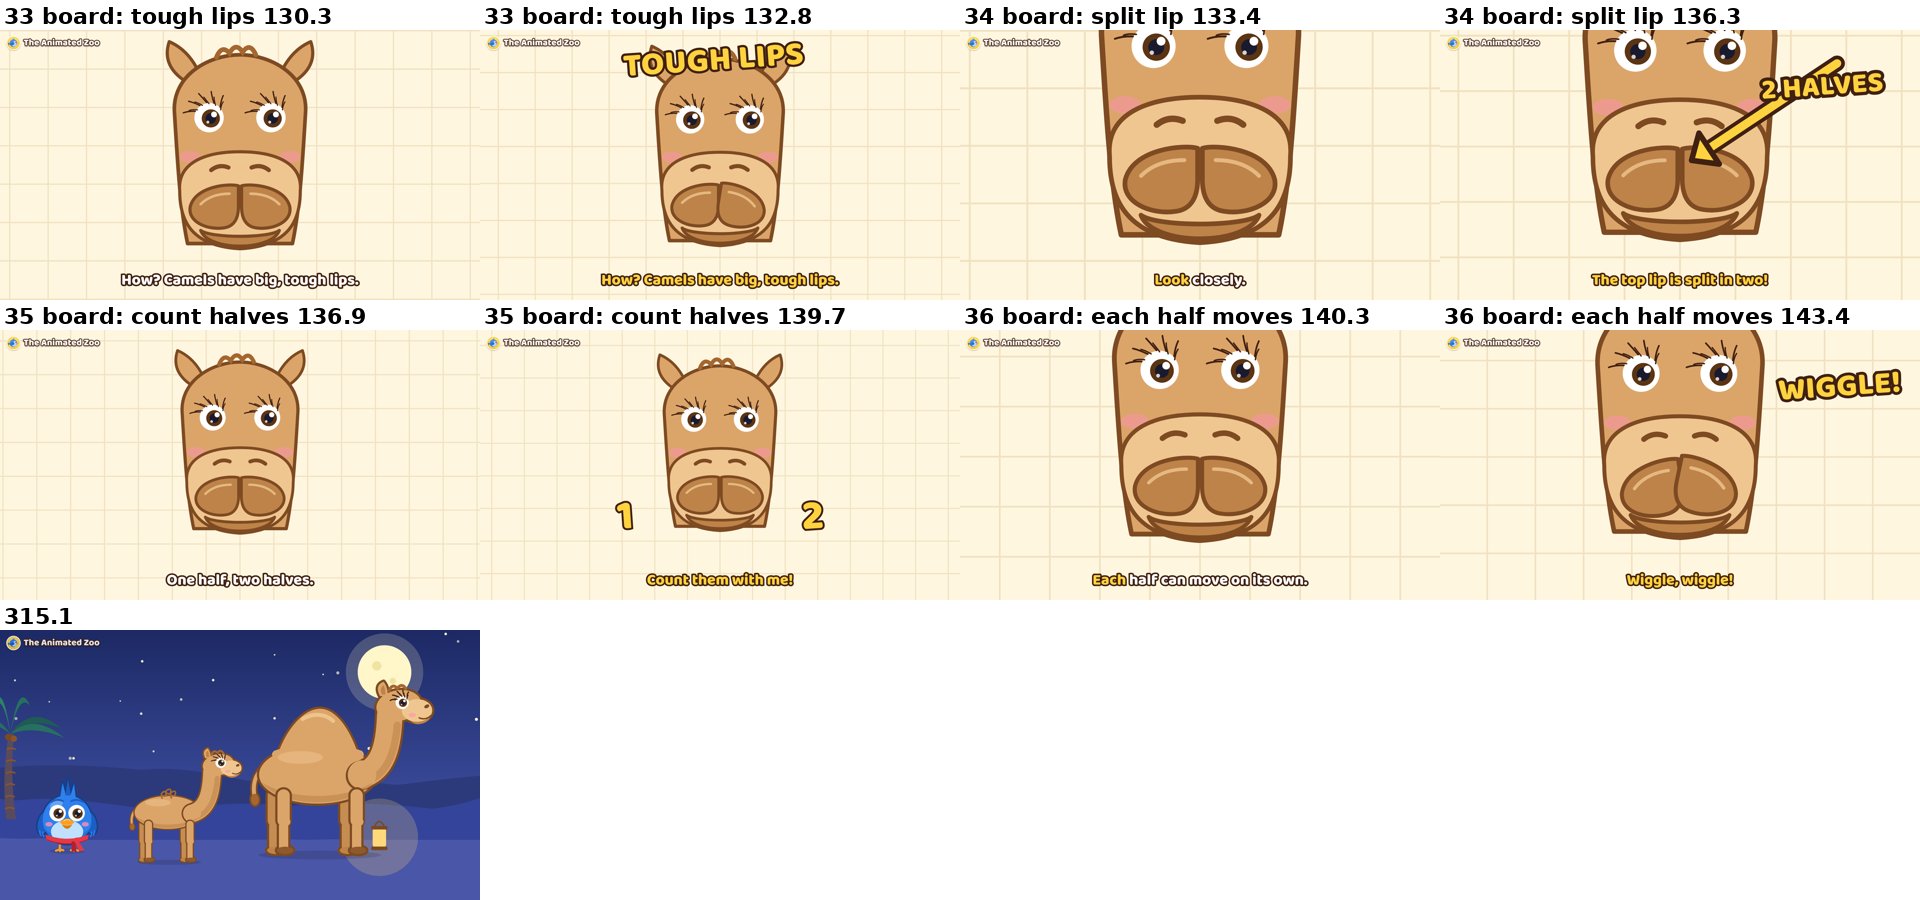 33 board: tough lips 130.3
The Animated Zoo
How? Camels have big, tough lips.
33 board: tough lips 132.8
The Animated Zoo
TOUGH LIPS
How? Camels have big, tough lips.
34 board: split lip 133.4
The Animated Zoo
Look closely.
34 board: split lip 136.3
The Animated Zoo
2 HALVES
The top lip is split in two!
35 board: count halves 136.9
The Animated Zoo
One half, two halves.
35 board: count halves 139.7
The Animated Zoo
1 2
Count them with me!
36 board: each half moves 140.3
The Animated Zoo
Each half can move on its own.
36 board: each half moves 143.4
The Animated Zoo
WIGGLE!
Wiggle, wiggle!
315.1
The Animated Zoo